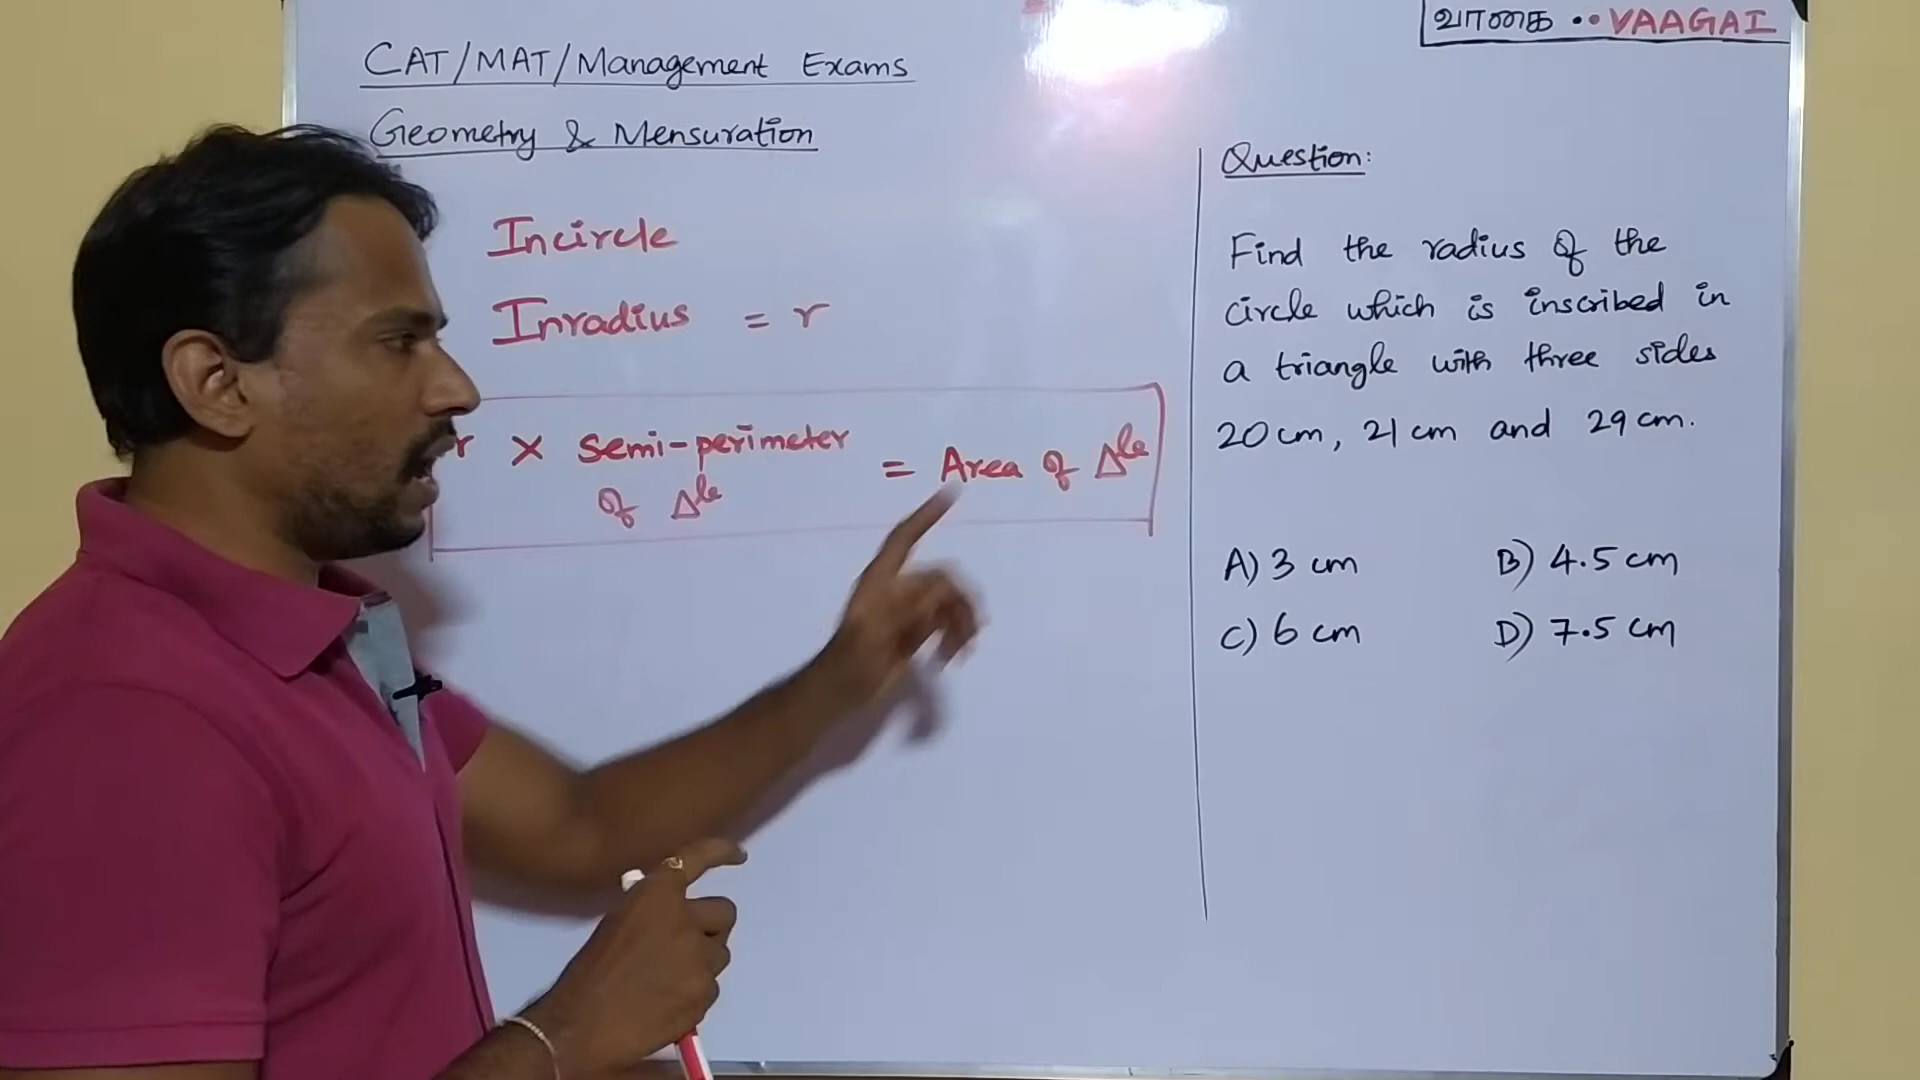 CAT/MAT/Management Exams
Geometry & Mensuration
Incircle
Inradius = r
r × Semi-perimeter of Δle = Area of Δle
வாகை ..VAAGAI
Question:
Find the radius of the
circle which is inscribed in
a triangle with three sides
20 cm, 21 cm and 29 cm.
A) 3 cm B) 4.5 cm
C) 6 cm D) 7.5 cm